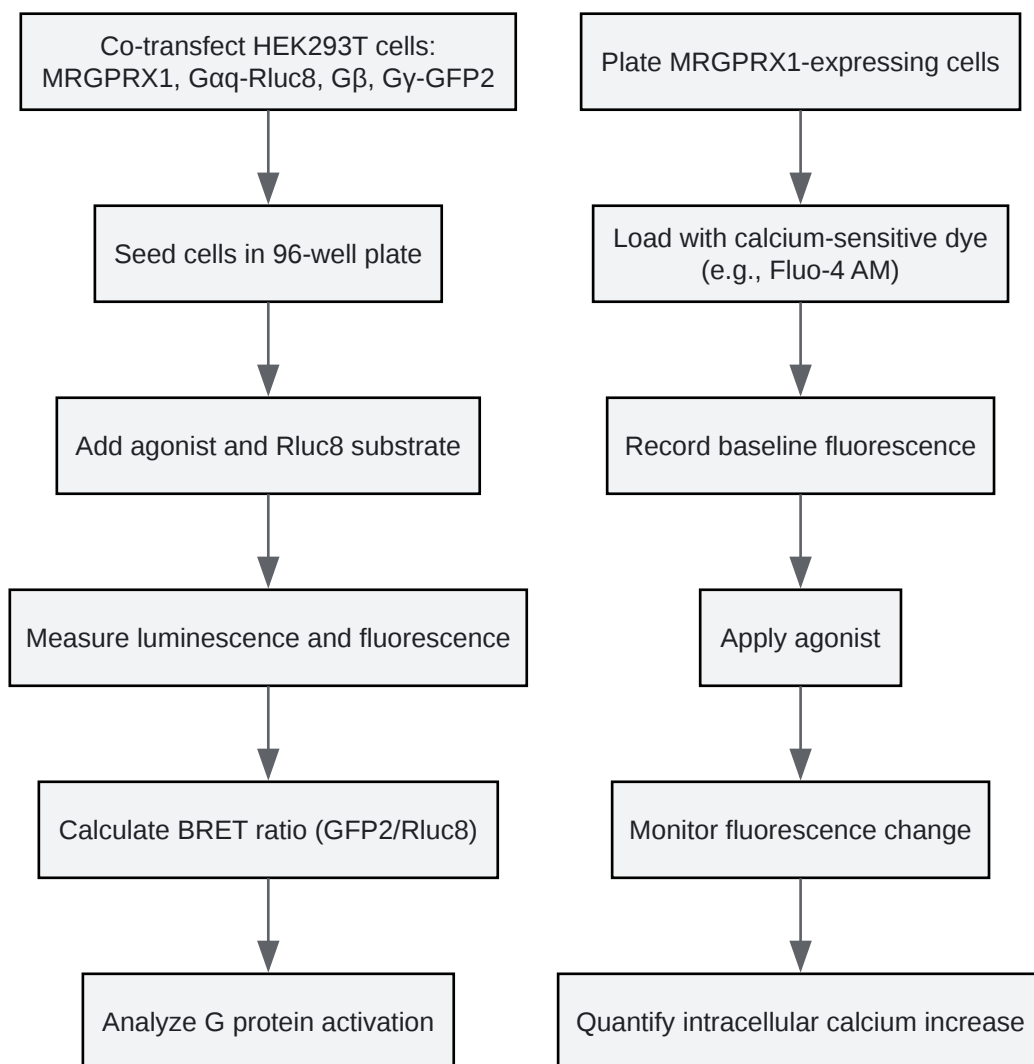 Co-transfect HEK293T cells:
MRGPRX1, Gαq-Rluc8, Gβ, Gγ-GFP2
Seed cells in 96-well plate
Add agonist and Rluc8 substrate
Measure luminescence and fluorescence
Calculate BRET ratio (GFP2/Rluc8)
Analyze G protein activation
Plate MRGPRX1-expressing cells
Load with calcium-sensitive dye
(e.g., Fluo-4 AM)
Record baseline fluorescence
Apply agonist
Monitor fluorescence change
Quantify intracellular calcium increase